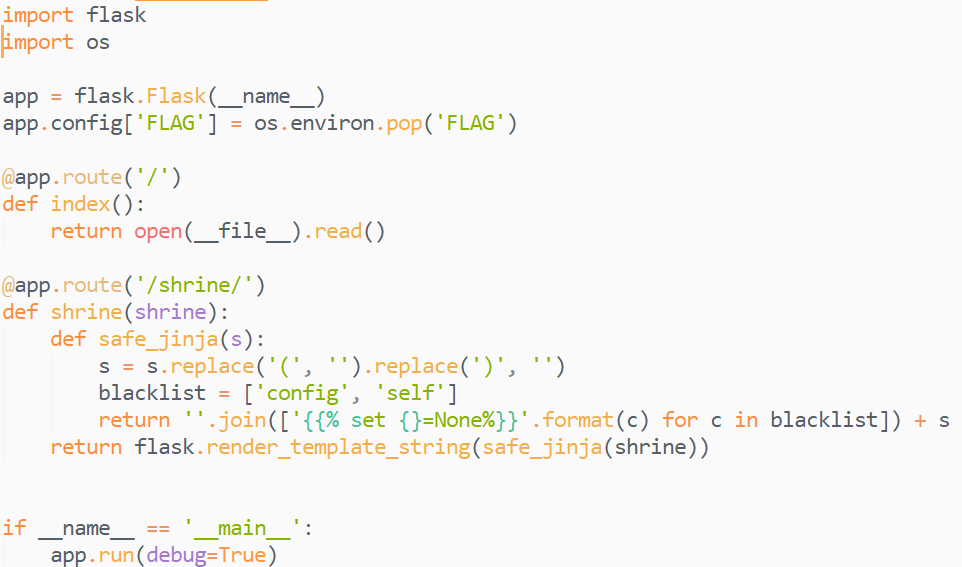 import flask
import os
app = flask.Flask(__name__)
app.config['FLAG'] = os.environ.pop('FLAG')
@app.route('/')
def index():
    return open(__file__).read()
@app.route('/shrine/')
def shrine(shrine):
    def safe_jinja(s):
        s = s.replace('(', '').replace(')', '')
        blacklist = ['config', 'self']
        return ''.join(['{{% set {}=None%}}'.format(c) for c in blacklist]) + s
    return flask.render_template_string(safe_jinja(shrine))
if __name__ == '__main__':
    app.run(debug=True)